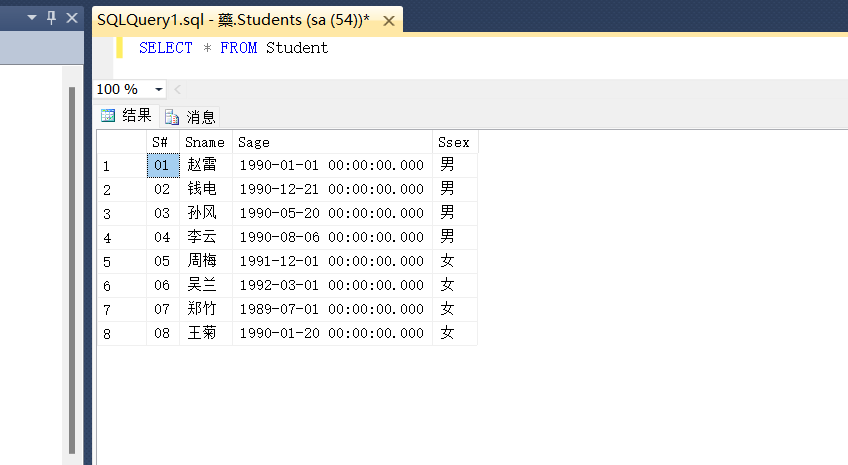 SQLQuery1.sql - 藥.Students (sa (54))*
SELECT * FROM Student
100 %
结果 消息
S# Sname Sage Ssex
1 01 赵雷 1990-01-01 00:00:00.000 男
2 02 钱电 1990-12-21 00:00:00.000 男
3 03 孙风 1990-05-20 00:00:00.000 男
4 04 李云 1990-08-06 00:00:00.000 男
5 05 周梅 1991-12-01 00:00:00.000 女
6 06 吴兰 1992-03-01 00:00:00.000 女
7 07 郑竹 1989-07-01 00:00:00.000 女
8 08 王菊 1990-01-20 00:00:00.000 女